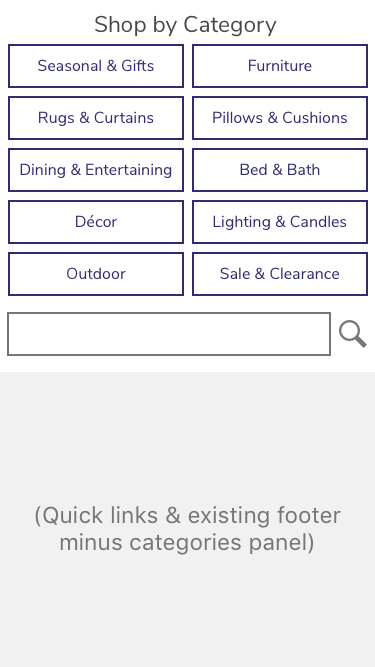 Shop by Category
Seasonal & Gifts
Furniture
Rugs & Curtains
Pillows & Cushions
Dining & Entertaining
Bed & Bath
Décor
Lighting & Candles
Outdoor
Sale & Clearance
(Quick links & existing footer
minus categories panel)